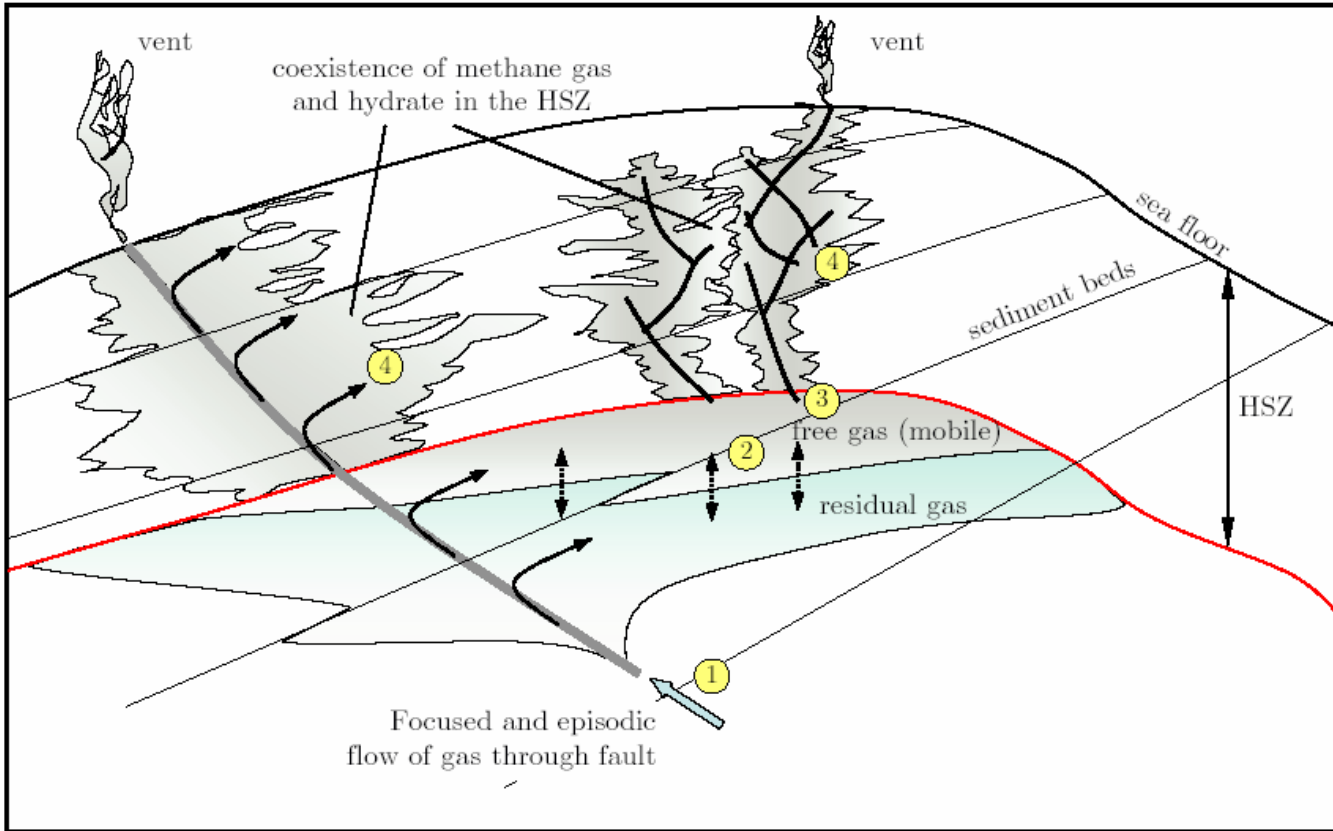 vent
vent
coexistence of methane gas
and hydrate in the HSZ
sea floor
4
sediment beds
4
3
HSZ
free gas (mobile)
2
residual gas
1
Focused and episodic
flow of gas through fault